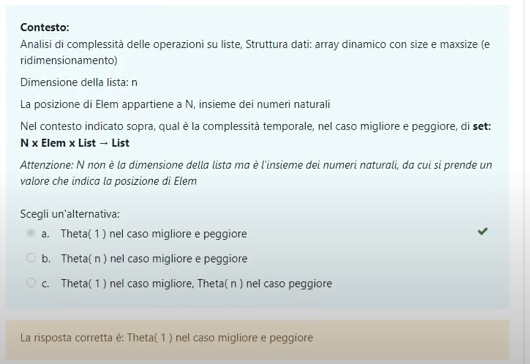 Contesto:
Analisi di complessità delle operazioni su liste, Struttura dati: array dinamico con size e maxsize (e
ridimensionamento)
Dimensione della lista: n
La posizione di Elem appartiene a N, insieme dei numeri naturali
Nel contesto indicato sopra, qual è la complessità temporale, nel caso migliore e peggiore, di set:
N x Elem x List → List
Attenzione: N non è la dimensione della lista ma è l'insieme dei numeri naturali, da cui si prende un
valore che indica la posizione di Elem
Scegli un'alternativa:
a. Theta( 1 ) nel caso migliore e peggiore
b. Theta( n ) nel caso migliore e peggiore
c. Theta( 1 ) nel caso migliore, Theta( n ) nel caso peggiore
La risposta corretta è: Theta( 1 ) nel caso migliore e peggiore